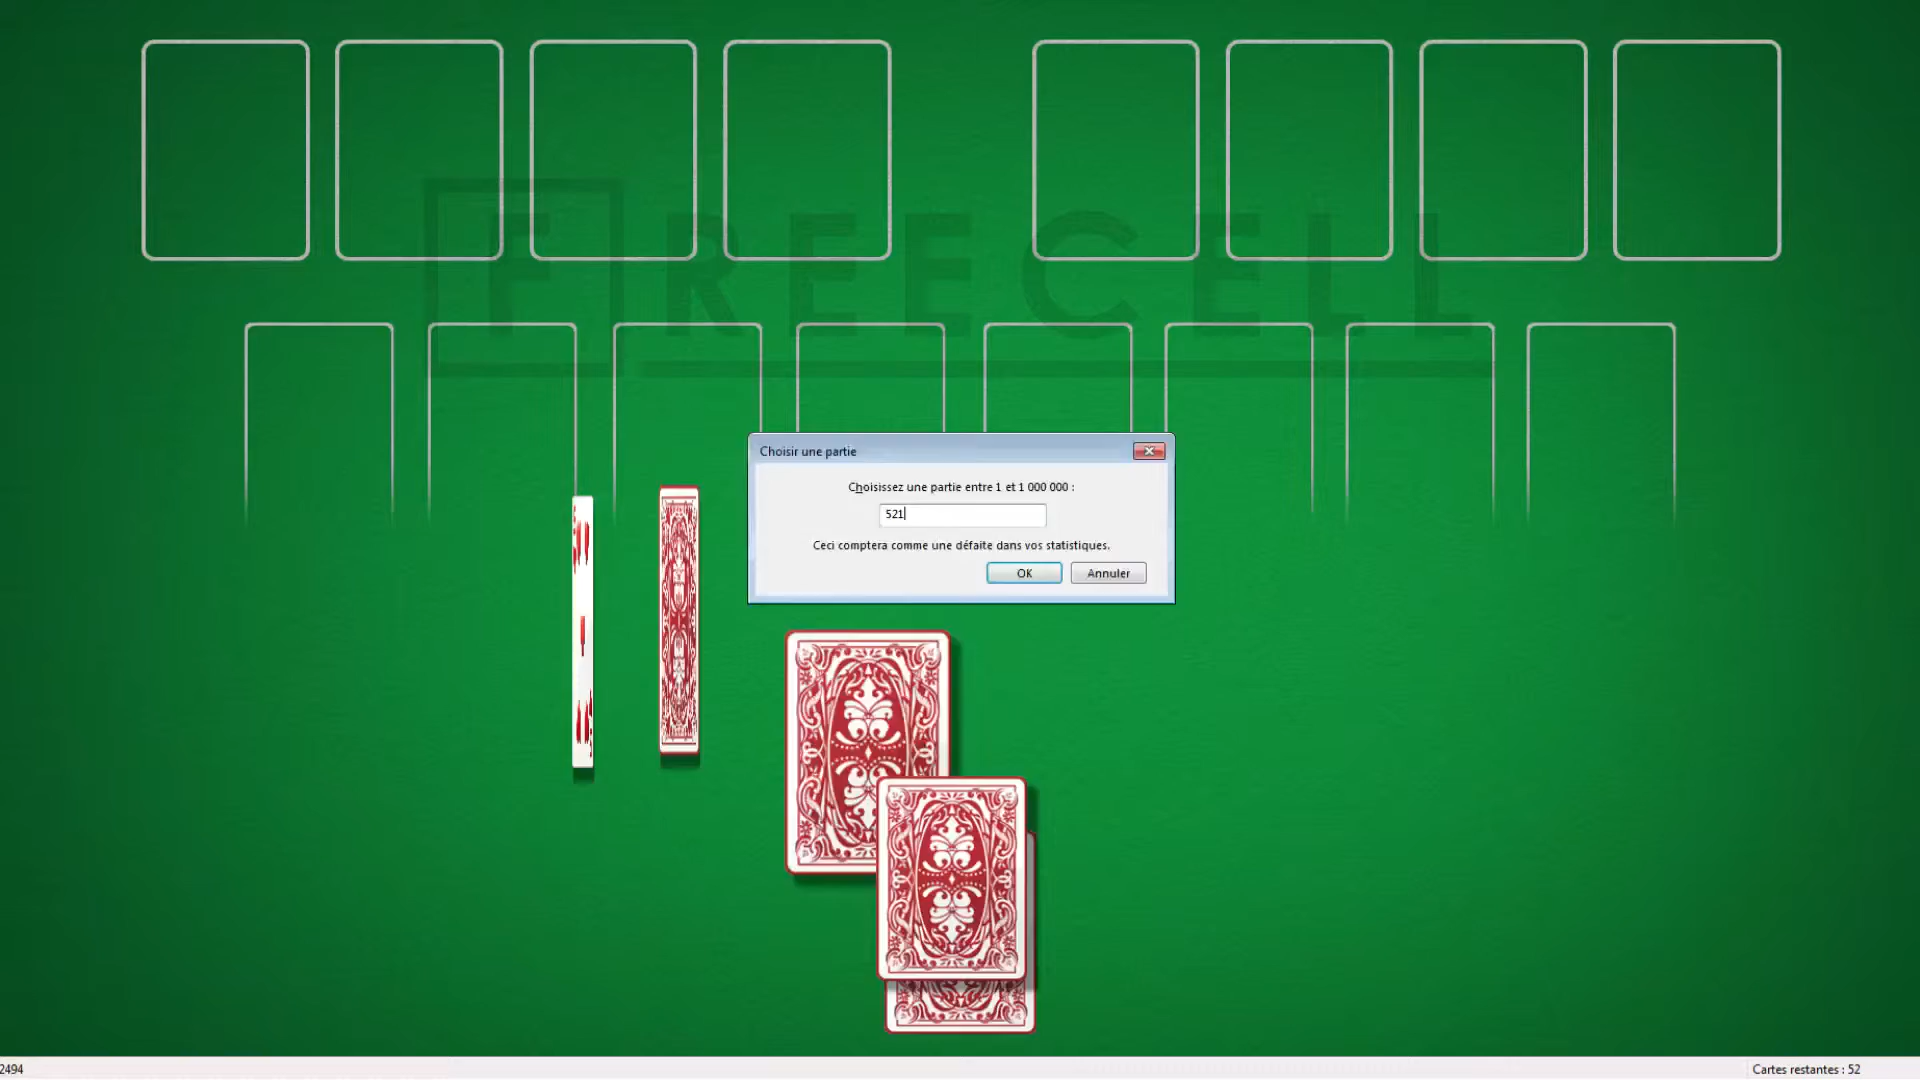 FREECELL
Choisir une partie
Choisissez une partie entre 1 et 1 000 000 :
521
Ceci comptera comme une défaite dans vos statistiques.
OK
Annuler
2494
Cartes restantes : 52